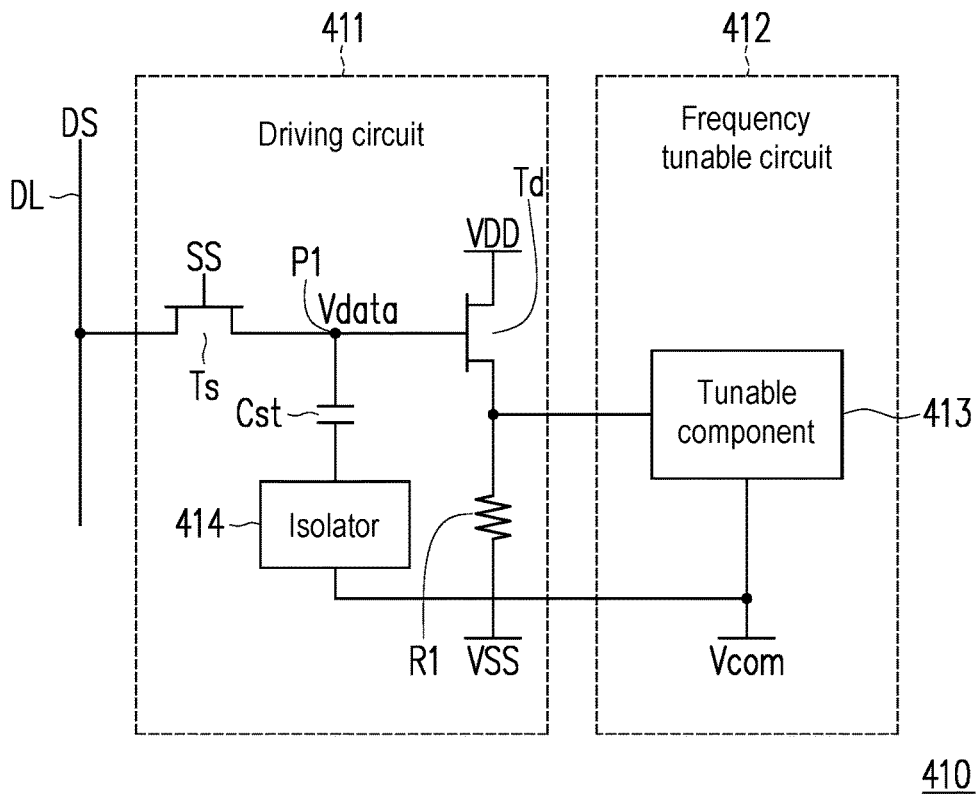 411
412
DS
Driving circuit
Frequency
tunable circuit
DL
Td
VDD
SS
P1
Vdata
Ts
Cst
Tunable
component
413
414
Isolator
R1
VSS
Vcom
410